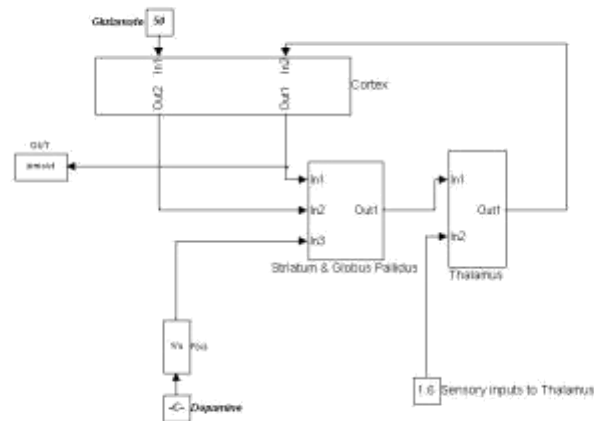 Glutamate 50
In1 In2
Out2 Out1
Cortex
OUT
In1
In2 Out1
In3
Striatum & Globus Pallidus
In1
Out1
In2
Thalamus
-C- Dopamine
1.6 Sensory inputs to Thalamus